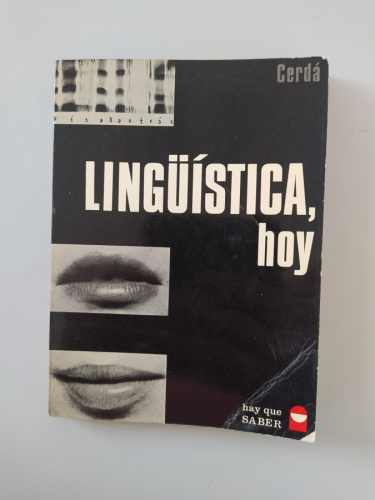 Cerdá
LINGÜÍSTICA,
hoy
hay que
SABER